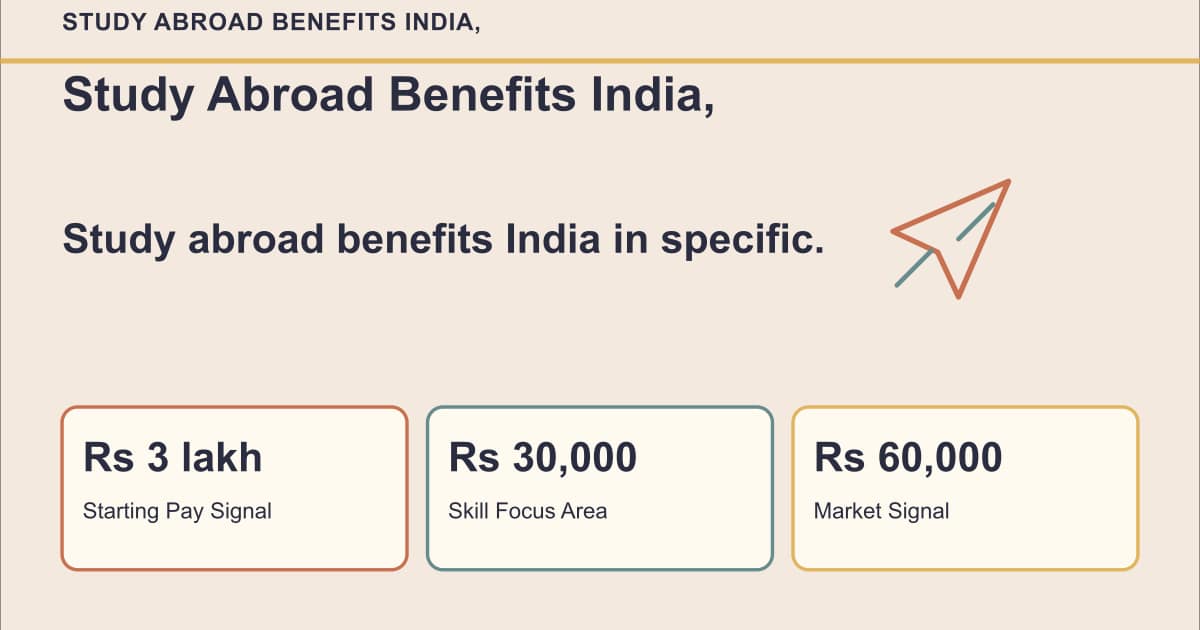 STUDY ABROAD BENEFITS INDIA,
Study Abroad Benefits India,
Study abroad benefits India in specific.
Rs 3 lakh
Starting Pay Signal
Rs 30,000
Skill Focus Area
Rs 60,000
Market Signal